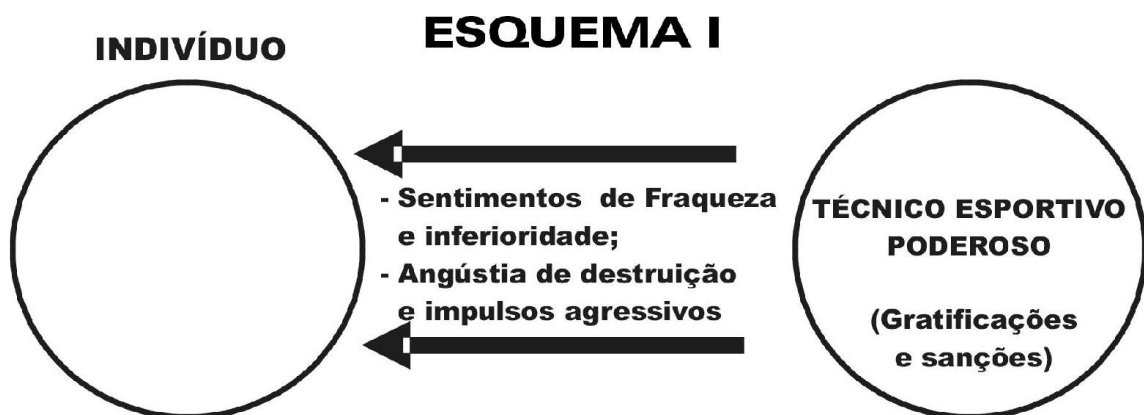 ESQUEMA I
INDIVÍDUO
- Sentimentos de Fraqueza
e inferioridade;
- Angústia de destruição
e impulsos agressivos
TÉCNICO ESPORTIVO
PODEROSO
(Gratificações
e sanções)